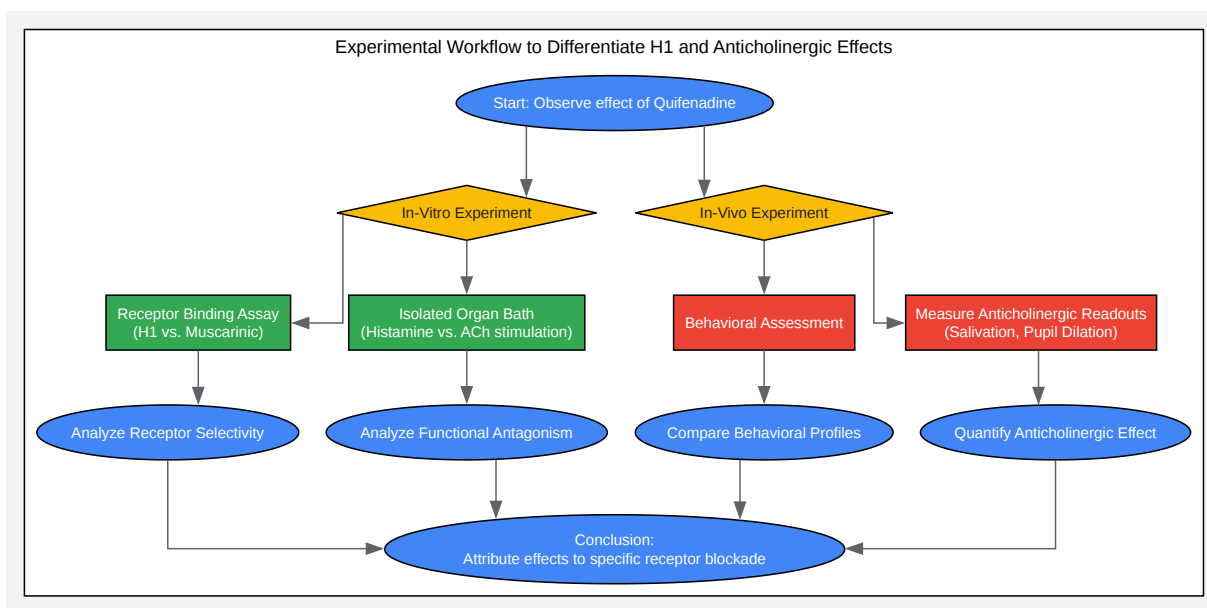 Experimental Workflow to Differentiate H1 and Anticholinergic Effects
Start: Observe effect of Quifenadine
In-Vitro Experiment
In-Vivo Experiment
Receptor Binding Assay
(H1 vs. Muscarinic)
Isolated Organ Bath
(Histamine vs. ACh stimulation)
Behavioral Assessment
Measure Anticholinergic Readouts
(Salivation, Pupil Dilation)
Analyze Receptor Selectivity
Analyze Functional Antagonism
Compare Behavioral Profiles
Quantify Anticholinergic Effect
Conclusion:
Attribute effects to specific receptor blockade